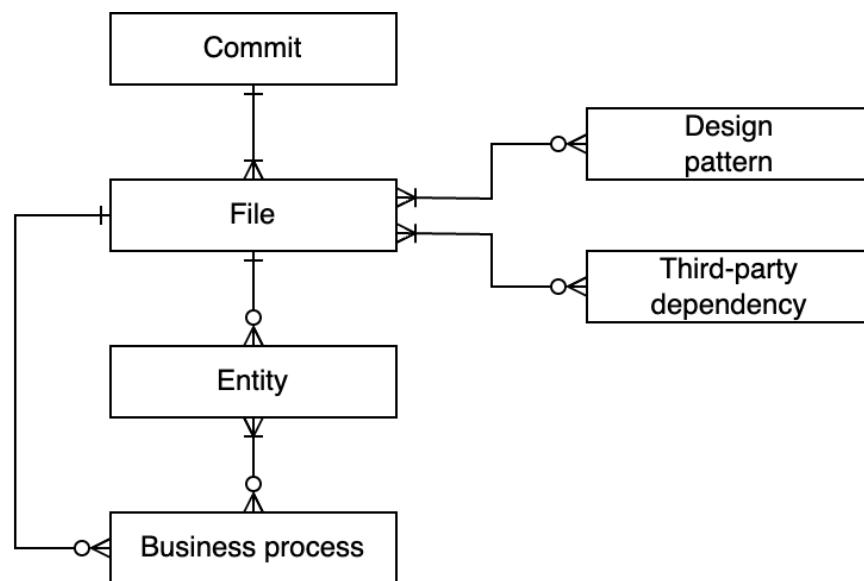 Commit
Design
pattern
File
Third-party
dependency
Entity
Business process